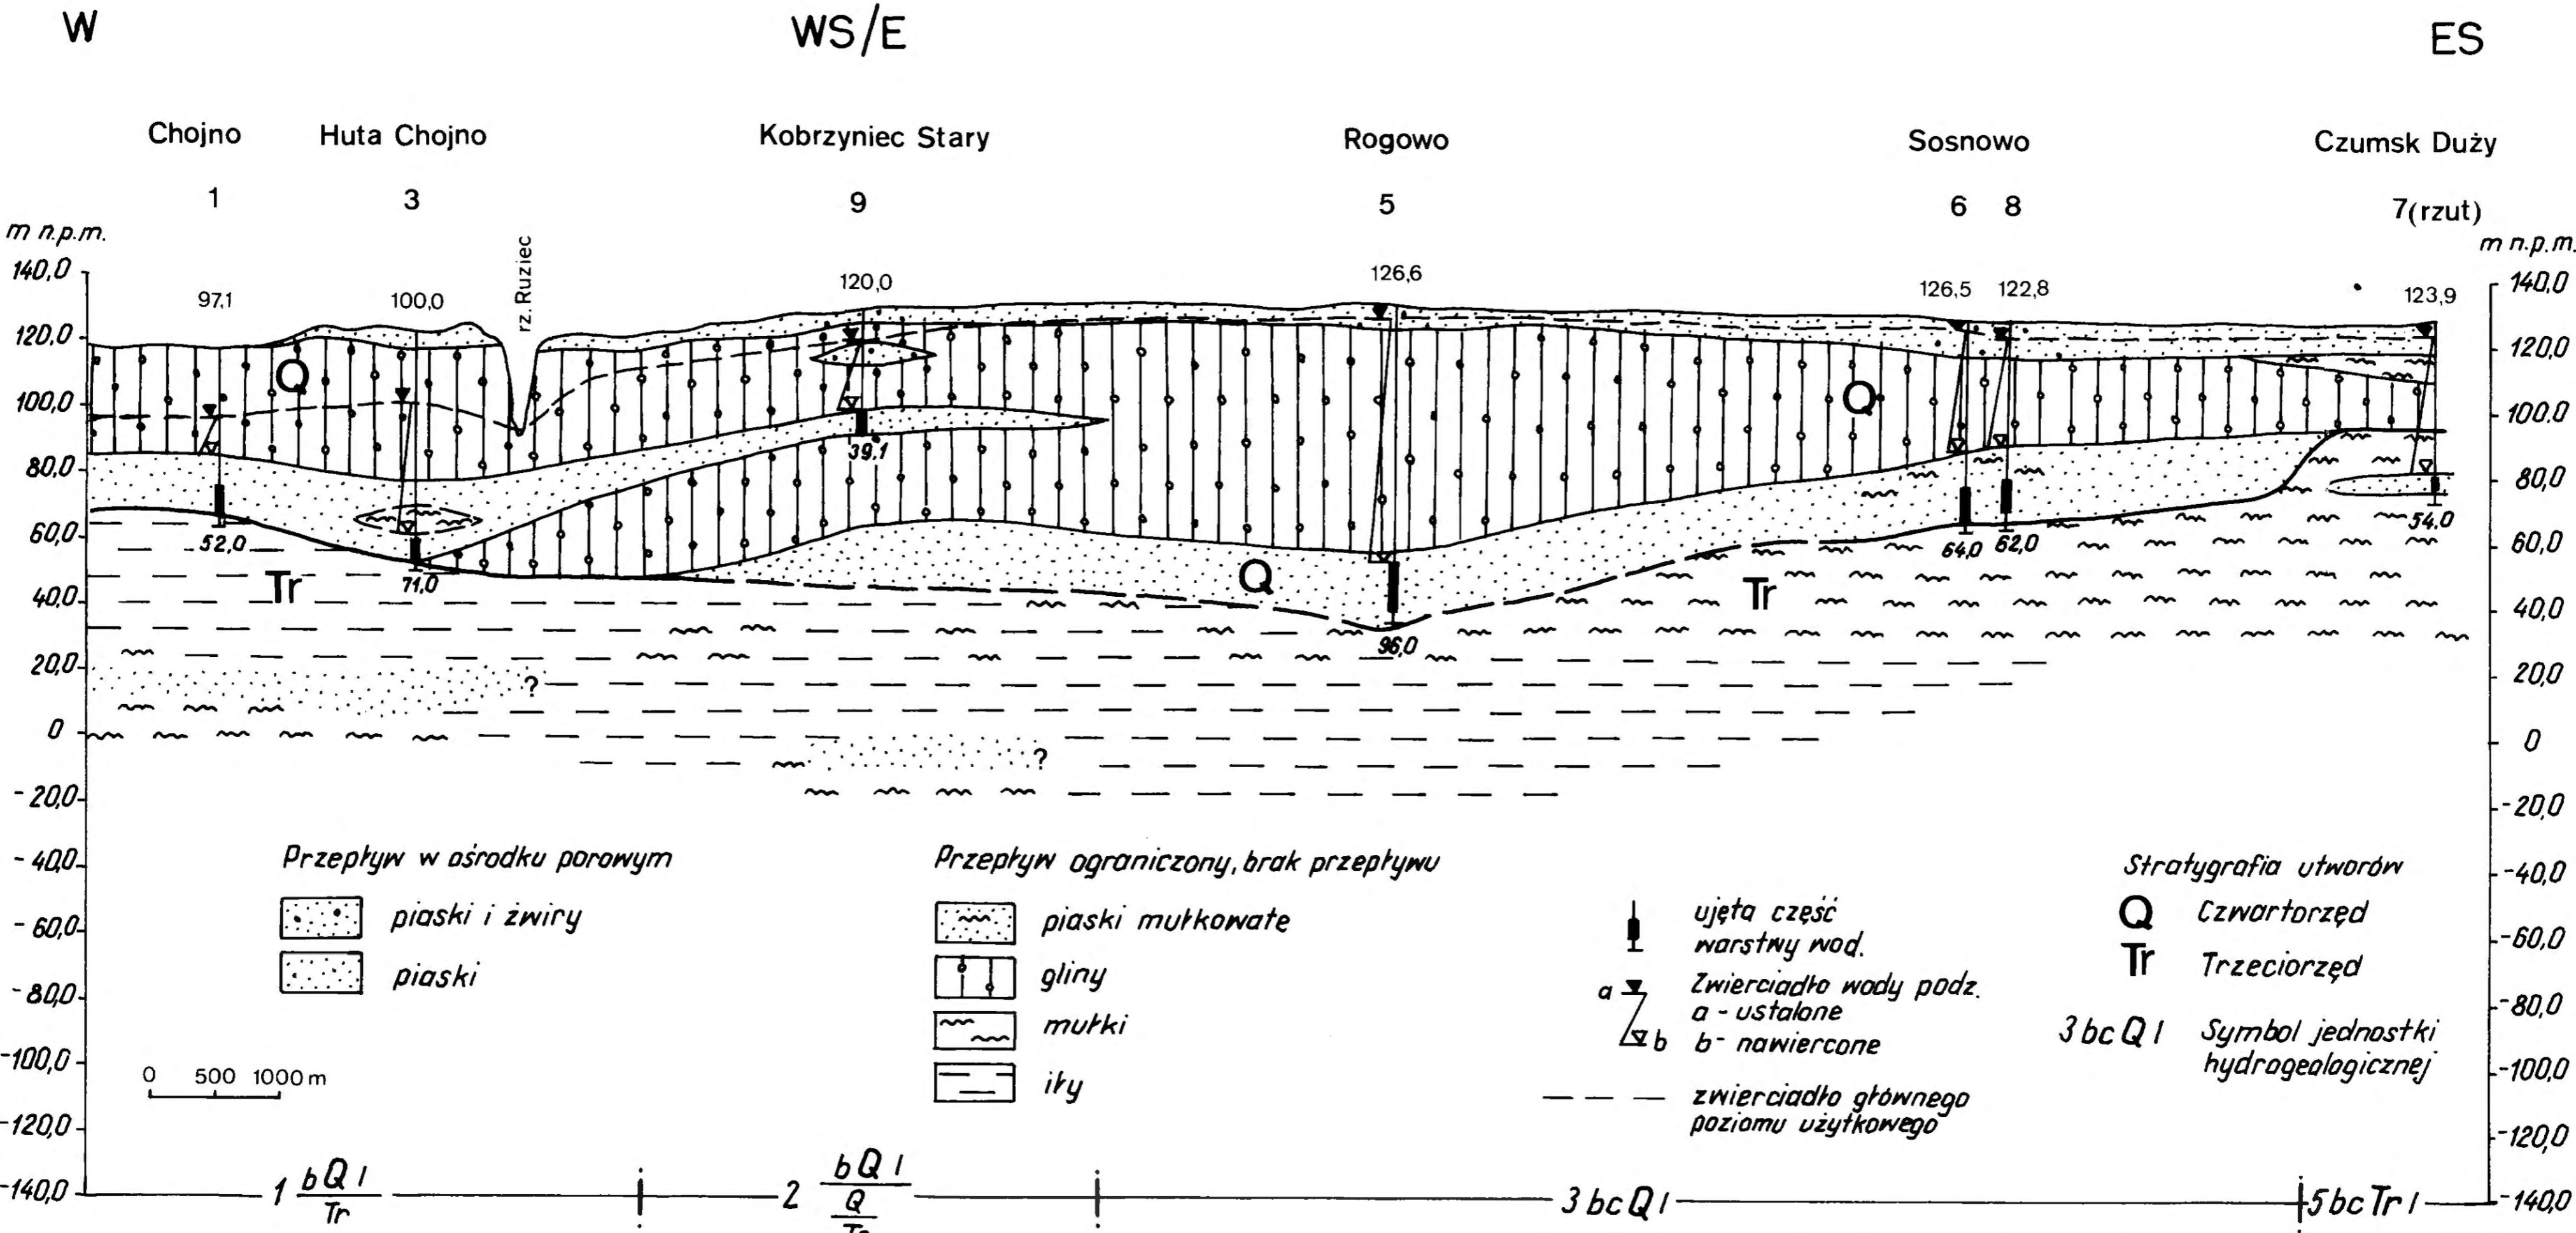 W WS/E ES
Chojno Huta Chojno Kobrzyniec Stary Rogowo Sosnowo Czumsk Duży
1 3 9 5 6 8 7(rzut)
m n.p.m. m n.p.m.
rz. Ruziec
97,1 100,0 120,0 126,6 126,5 122,8 123,9
140,0 140,0
120,0 120,0
100,0 100,0
80,0 80,0
60,0 60,0
40,0 40,0
20,0 20,0
0 0
-20,0 -20,0
-40,0 -40,0
-60,0 -60,0
-80,0 -80,0
-100,0 -100,0
-120,0 -120,0
-140,0 -140,0
Q Q
39,1
52,0 71,0 96,0 64,0 62,0 54,0
Tr Q Tr
?
?
Przepływ w ośrodku porowym
piaski i żwiry
piaski
0 500 1000 m
Przepływ ograniczony, brak przepływu
piaski mułkowate
gliny
mułki
iły
ujęta część
warstwy wod.
a
b
Zwierciadło wody podz.
a - ustalone
b - nawiercone
zwierciadło głównego
poziomu użytkowego
Stratygrafia utworów
Q Czwartorzęd
Tr Trzeciorzęd
3 bc Q I Symbol jednostki
hydrogeologicznej
1 bQ I
Tr
2 bQ I
Q
3 bc Q I
5 bc Tr I